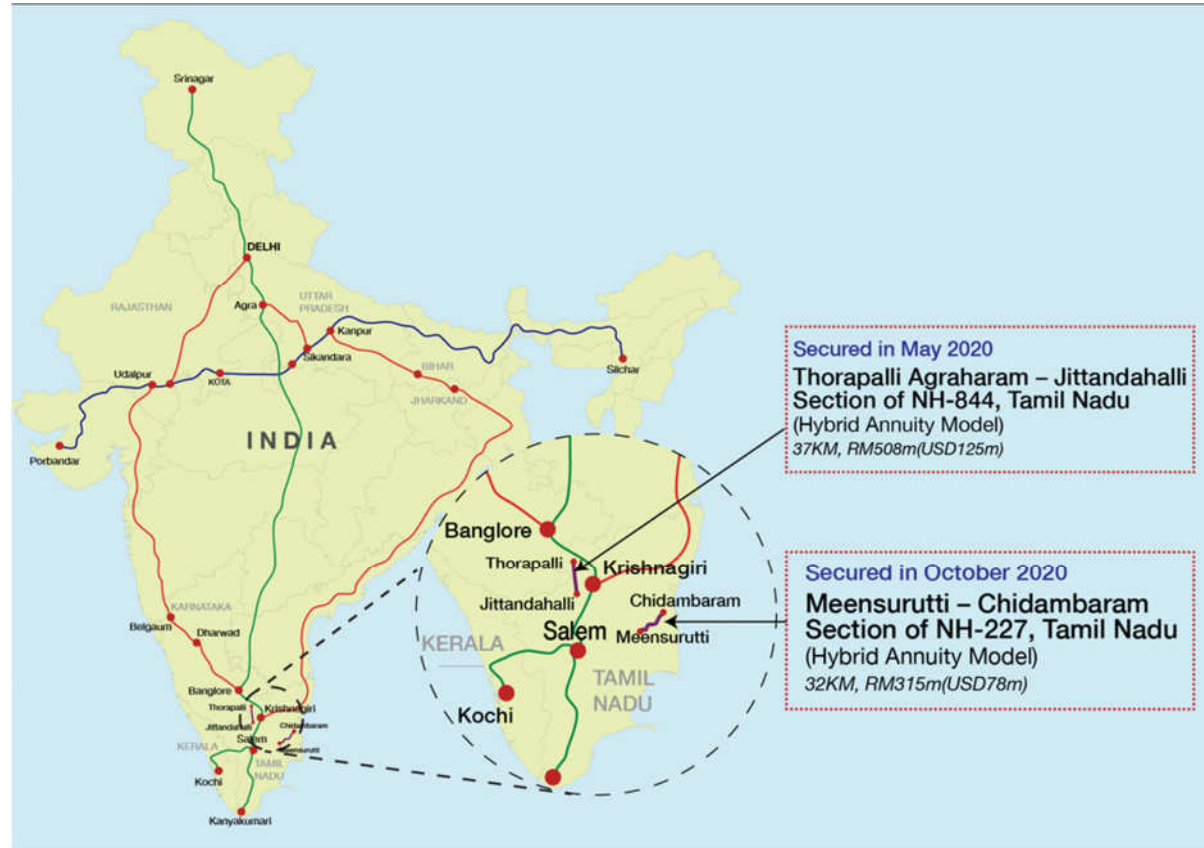 Srinagar
DELHI
RAJASTHAN
Agra
UTTAR
PRADESH
Kanpur
Sikandara
Udalpur
KOTA
BIHAR
JHARKAND
Silchar
Porbandar
INDIA
KARNATAKA
Belgaum
Dharwad
Banglore
Thorapalli
Krishnagiri
Jittandahalli
Chidambaram
Salem
Meensurutti
KERALA
TAMIL
NADU
Kochi
Kanyakumari
Banglore
Thorapalli
Krishnagiri
Jittandahalli
Chidambaram
Salem
Meensurutti
KERALA
TAMIL
NADU
Kochi
Secured in May 2020
Thorapalli Agraharam – Jittandahalli
Section of NH-844, Tamil Nadu
(Hybrid Annuity Model)
37KM, RM508m(USD125m)
Secured in October 2020
Meensurutti – Chidambaram
Section of NH-227, Tamil Nadu
(Hybrid Annuity Model)
32KM, RM315m(USD78m)